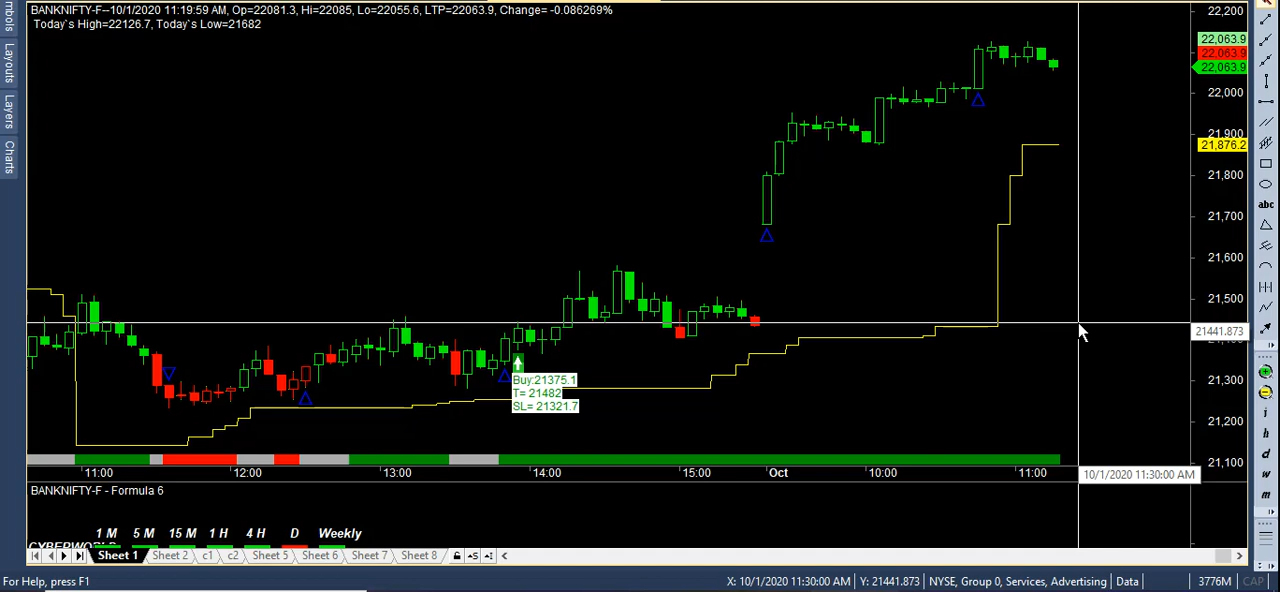 BANKNIFTY-F--10/1/2020 11:19:59 AM, Op=22081.3, Hi=22085, Lo=22055.6, LTP=22063.9, Change= -0.086269%
Today`s High=22126.7, Today`s Low=21682
Layouts
Layers
Charts
22,200
22,063.9
22,063.9
22,063.9
22,000
21,900
21,876.2
21,800
21,700
21,600
21,500
21441.873
21,300
21,200
21,100
Buy:21375.1
T= 21482
SL= 21321.7
11:00 12:00 13:00 14:00 15:00 Oct 10:00 11:00
10/1/2020 11:30:00 AM
BANKNIFTY-F - Formula 6
1 M 5 M 15 M 1 H 4 H D Weekly
Sheet 1 Sheet 2 c1 c2 Sheet 5 Sheet 6 Sheet 7 Sheet 8
For Help, press F1
X: 10/1/2020 11:30:00 AM Y: 21441.873 NYSE, Group 0, Services, Advertising Data 3776M CAP
abc
i
h
d
w
m